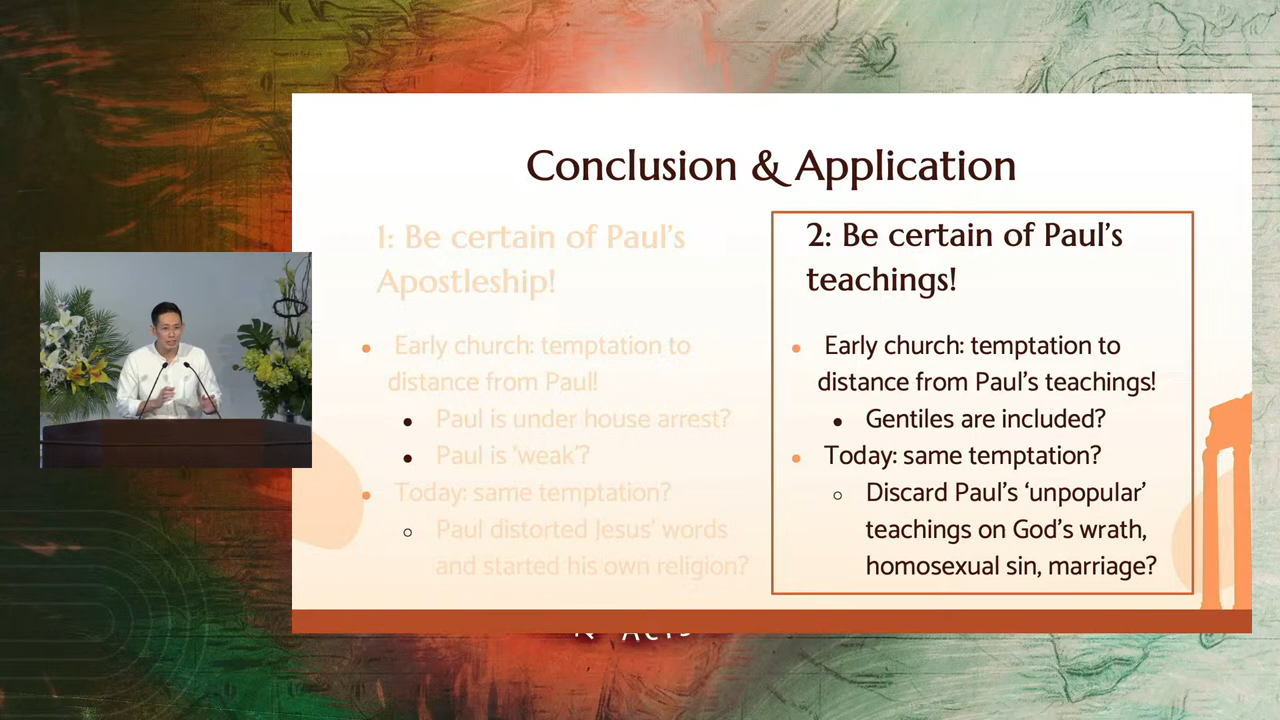 Conclusion & Application
1: Be certain of Paul's
Apostleship!
Early church: temptation to
distance from Paul!
Paul is under house arrest?
Paul is 'weak'?
Today: same temptation?
Paul distorted Jesus' words
and started his own religion?
2: Be certain of Paul's
teachings!
Early church: temptation to
distance from Paul's teachings!
Gentiles are included?
Today: same temptation?
Discard Paul's 'unpopular'
teachings on God's wrath,
homosexual sin, marriage?
ACTS